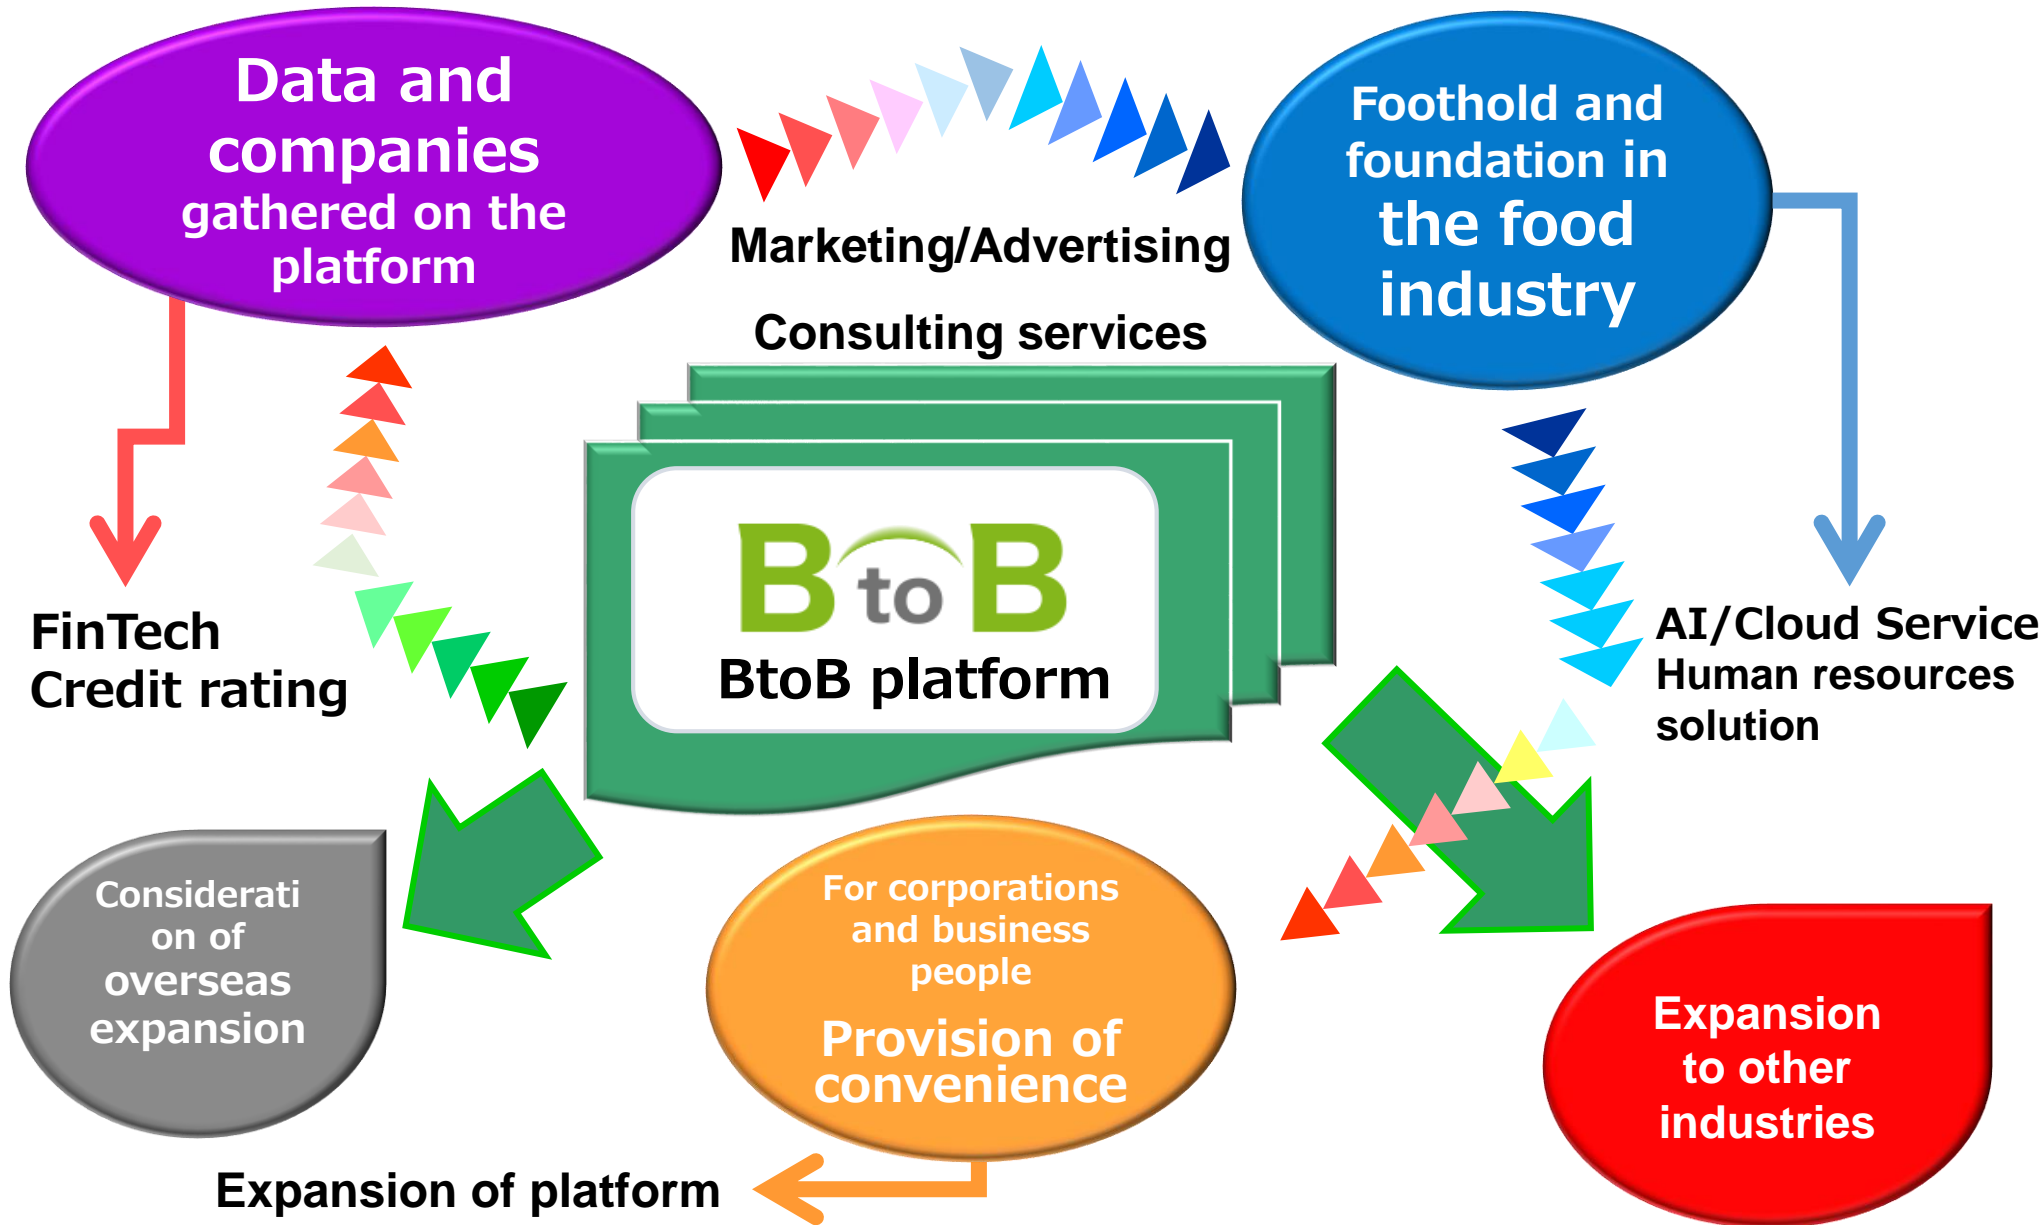 Data and
companies
gathered on the
platform
Foothold and
foundation in
the food
industry
Marketing/Advertising
Consulting services
B to B
BtoB platform
FinTech
Credit rating
AI/Cloud Service
Human resources
solution
Considerati
on of
overseas
expansion
For corporations
and business
people
Provision of
convenience
Expansion
to other
industries
Expansion of platform